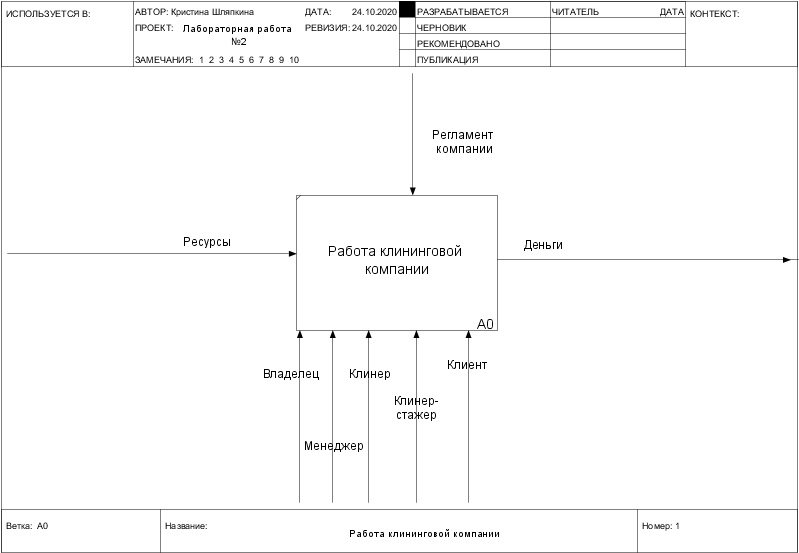 ИСПОЛЬЗУЕТСЯ В:
АВТОР: Кристина Шляпкина
ДАТА: 24.10.2020
РАЗРАБАТЫВАЕТСЯ
ЧИТАТЕЛЬ
ДАТА
КОНТЕКСТ:
ПРОЕКТ: Лабораторная работа
№2
РЕВИЗИЯ: 24.10.2020
ЧЕРНОВИК
РЕКОМЕНДОВАНО
ЗАМЕЧАНИЯ: 1 2 3 4 5 6 7 8 9 10
ПУБЛИКАЦИЯ
Регламент
компании
Ресурсы
Работа клининговой
компании
A0
Деньги
Владелец
Менеджер
Клинер
Клинер-
стажер
Клиент
Ветка: A0
Название:
Работа клининговой компании
Номер: 1